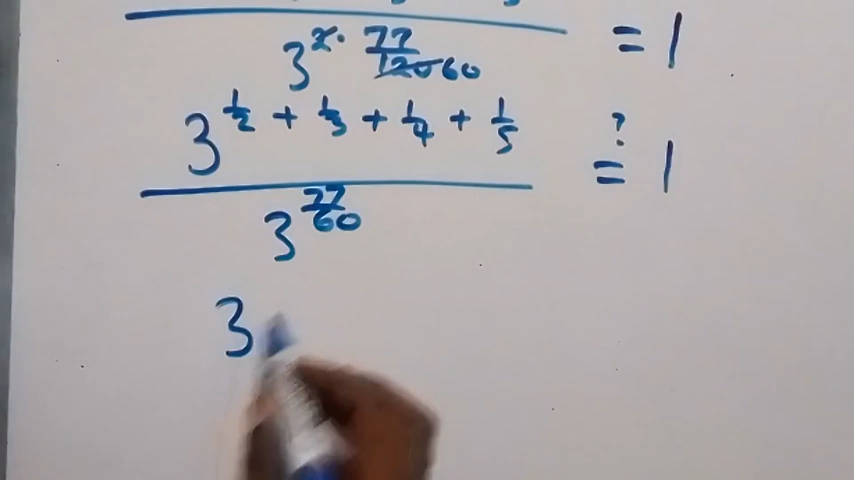 = 1
3^{2 · 77/120 60}
3^{1/2 + 1/3 + 1/4 + 1/5}
? = 1
3^{77/60}
3